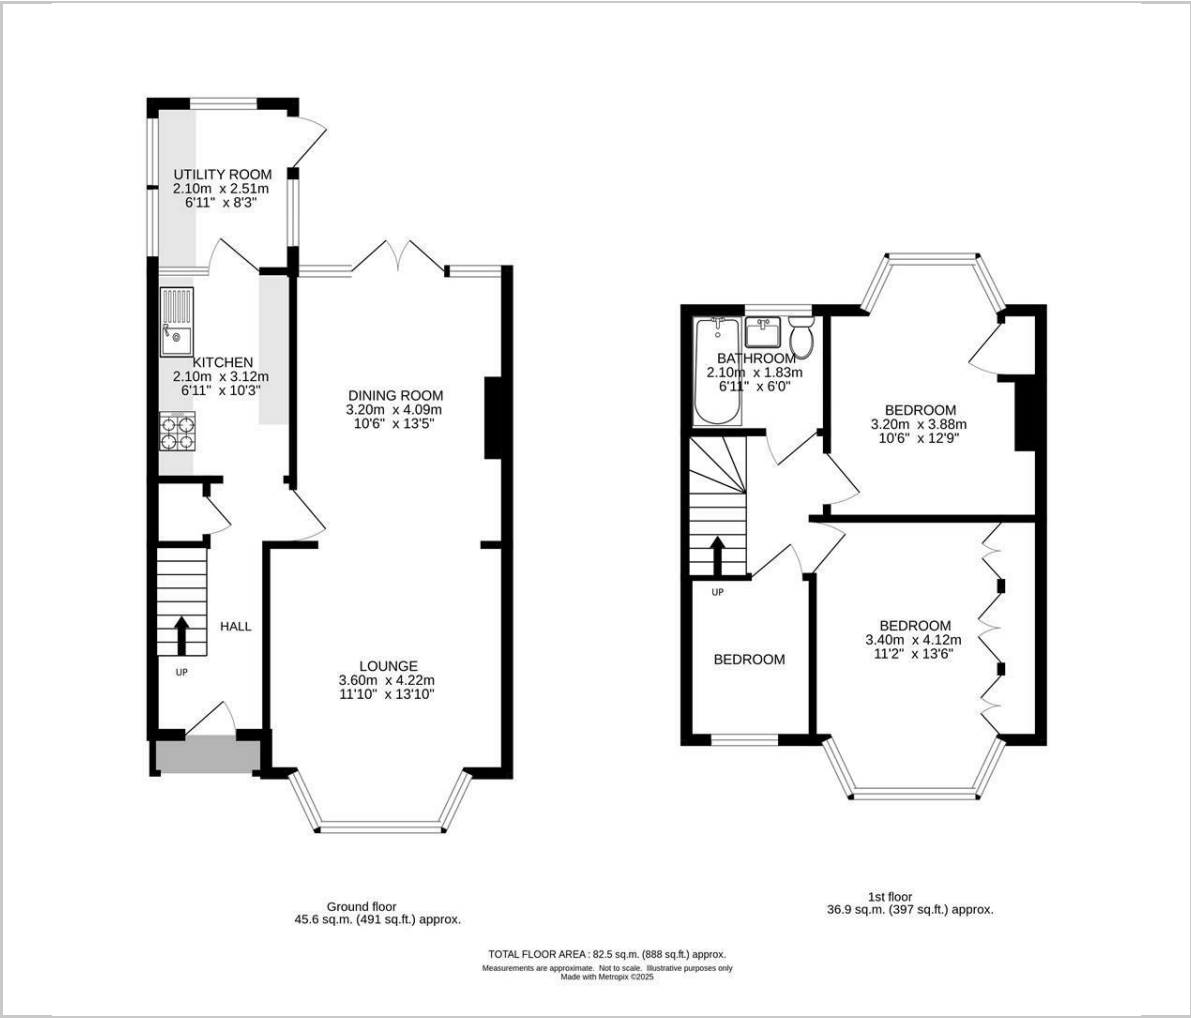 UTILITY ROOM
2.10m x 2.51m
6'11" x 8'3"
KITCHEN
2.10m x 3.12m
6'11" x 10'3"
DINING ROOM
3.20m x 4.09m
10'6" x 13'5"
HALL
UP
LOUNGE
3.60m x 4.22m
11'10" x 13'10"
BATHROOM
2.10m x 1.83m
6'11" x 6'0"
BEDROOM
3.20m x 3.88m
10'6" x 12'9"
UP
BEDROOM
3.40m x 4.12m
11'2" x 13'6"
BEDROOM
Ground floor
45.6 sq.m. (491 sq.ft.) approx.
1st floor
36.9 sq.m. (397 sq.ft.) approx.
TOTAL FLOOR AREA : 82.5 sq.m. (888 sq.ft.) approx.
Measurements are approximate. Not to scale. Illustrative purposes only
Made with Metropix ©2025